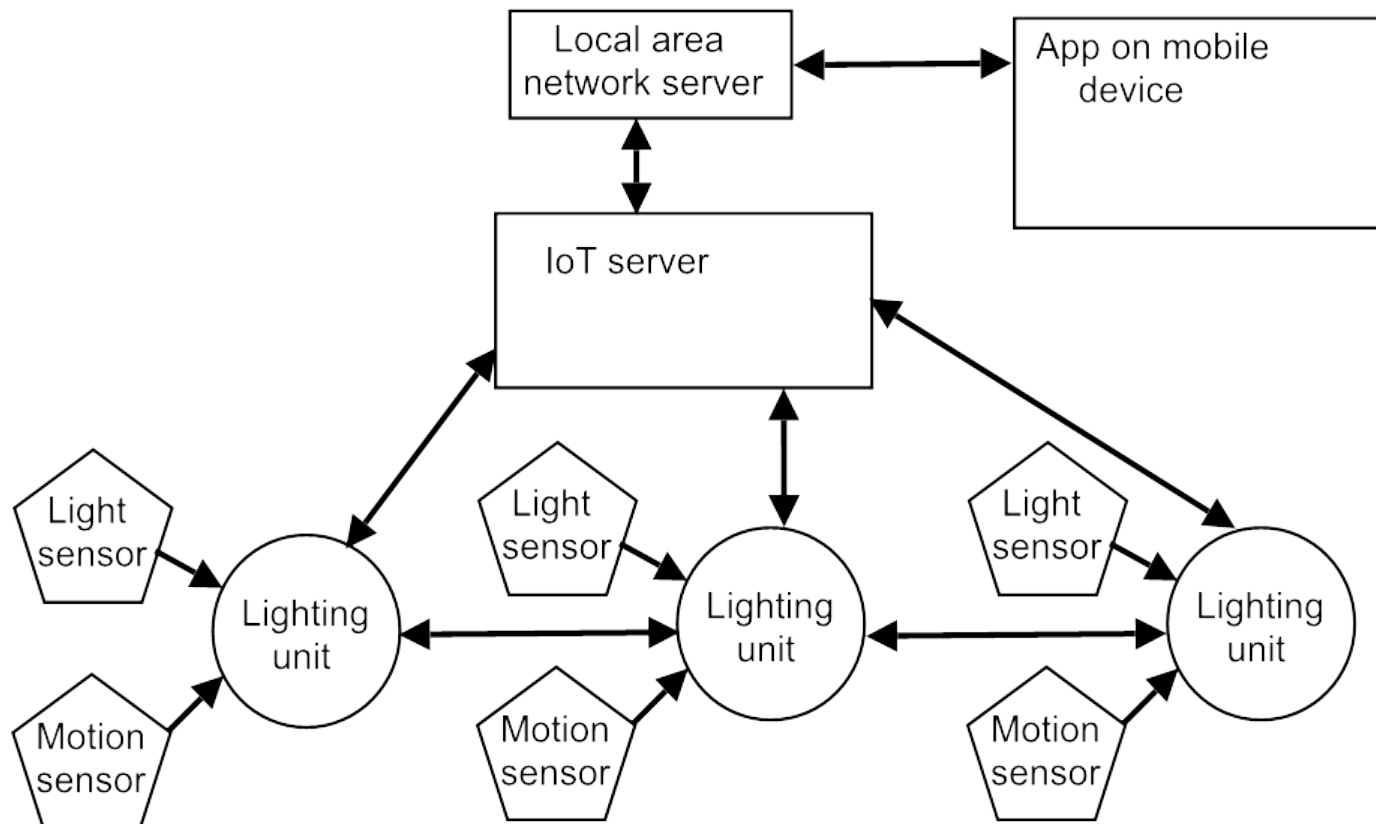 Local area
network server
App on mobile
device
IoT server
Light
sensor
Light
sensor
Light
sensor
Lighting
unit
Lighting
unit
Lighting
unit
Motion
sensor
Motion
sensor
Motion
sensor